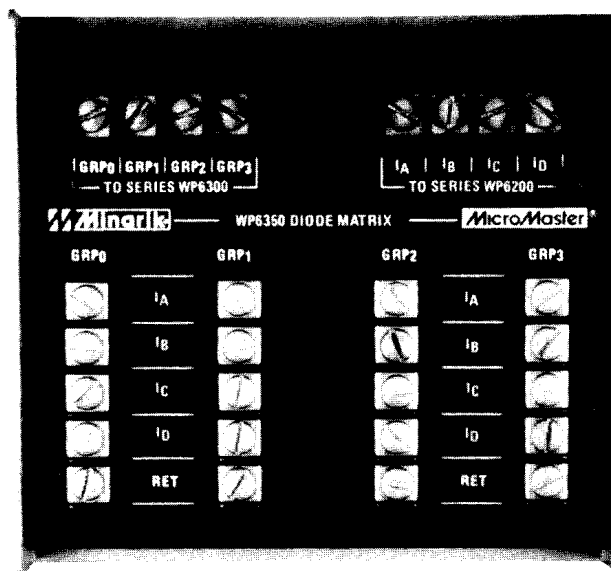 GRP0 GRP1 GRP2 GRP3 IA IB IC ID
TO SERIES WP6300 TO SERIES WP6200
Minarik WP6350 DIODE MATRIX MicroMaster
GRP0 GRP1 GRP2 GRP3
IA IA
IB IB
IC IC
ID ID
RET RET